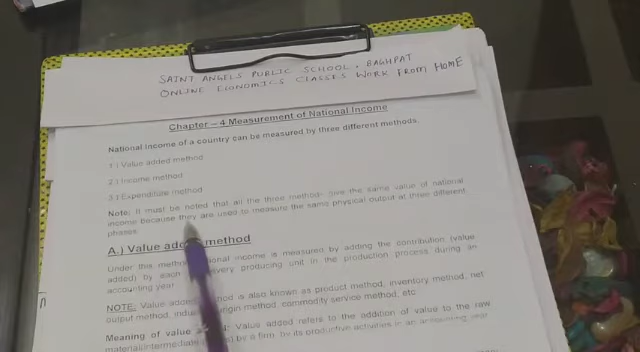 SAINT ANGELS PUBLIC SCHOOL, BAGHPAT
ONLINE ECONOMICS CLASSES WORK FROM HOME
Chapter – 4 Measurement of National Income
National Income of a country can be measured by three different methods.
1.) Value added method
2.) Income method
3.) Expenditure method
Note: It must be noted that all the three methods give the same value of national
income because they are used to measure the same physical output at three different
phases.
A.) Value added method
Under this method national income is measured by adding the contribution (value
added) by each producing unit in the production process during an
accounting year.
NOTE: Value added method is also known as product method, inventory method, net
output method, origin method, commodity service method, etc
Meaning of value Value added refers to the addition of value to the raw
material/intermediate by a firm, by its productive activities in an accounting year